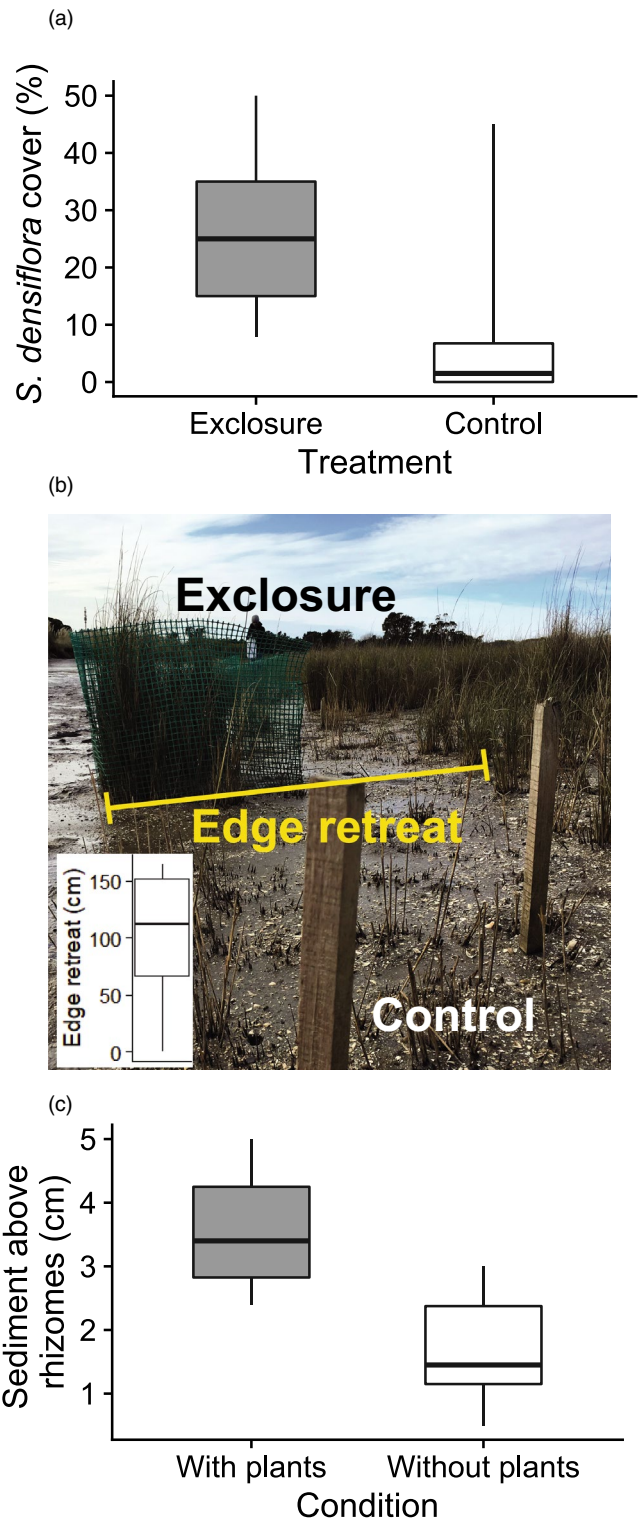 (a)
S. densiflora cover (%)
50
40
30
20
10
0
Exclosure Control
Treatment
(b)
Exclosure
Edge retreat
Edge retreat (cm)
150
100
50
0
Control
(c)
Sediment above
rhizomes (cm)
5
4
3
2
1
With plants Without plants
Condition